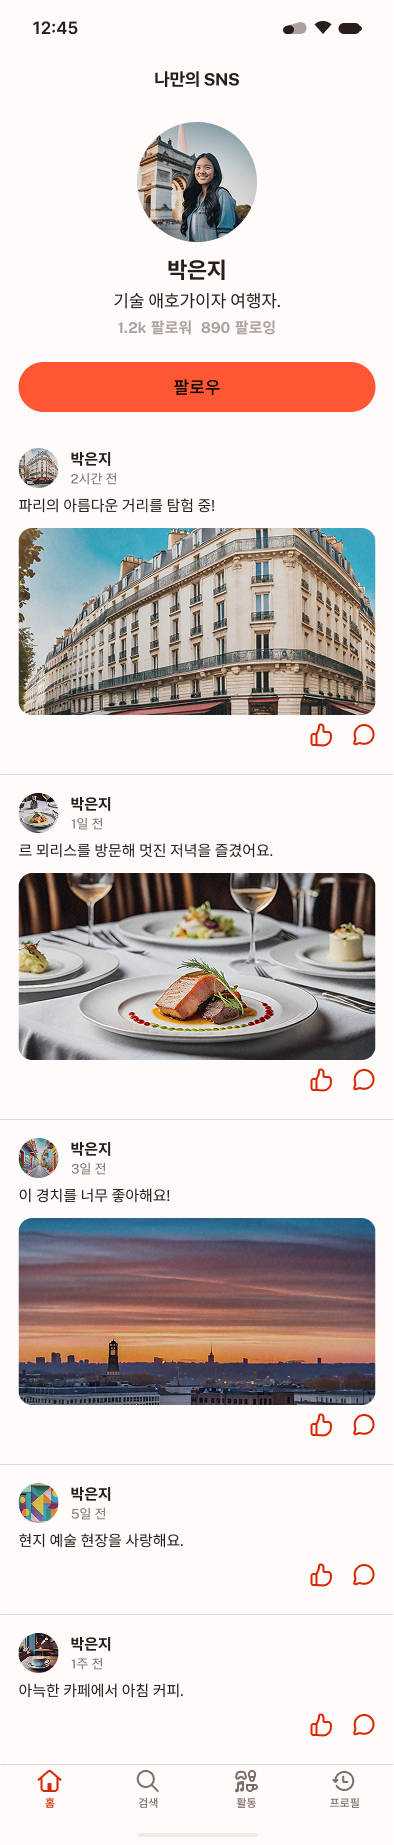 12:45
나만의 SNS
박은지
기술 애호가이자 여행자.
1.2k 팔로워 890 팔로잉
팔로우
박은지
2시간 전
파리의 아름다운 거리를 탐험 중!
박은지
1일 전
르 뫼리스를 방문해 멋진 저녁을 즐겼어요.
박은지
3일 전
이 경치를 너무 좋아해요!
박은지
5일 전
현지 예술 현장을 사랑해요.
박은지
1주 전
아늑한 카페에서 아침 커피.
홈 검색 활동 프로필